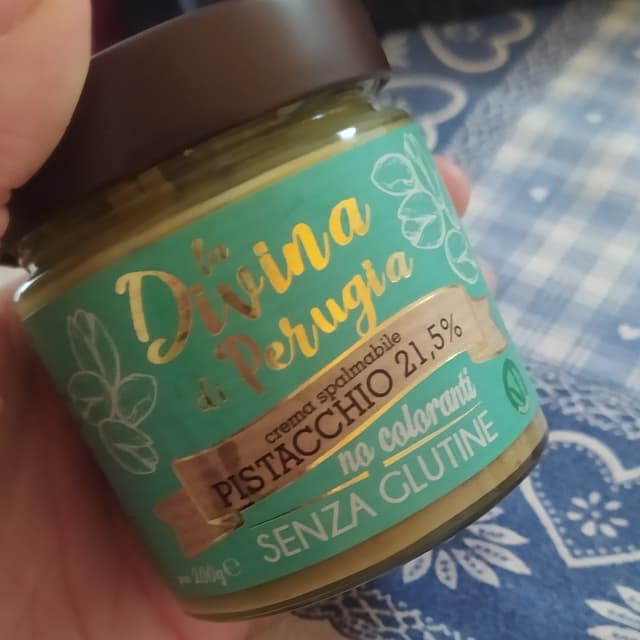 la
Divina
di Perugia
crema spalmabile
PISTACCHIO 21,5%
no coloranti
SENZA GLUTINE
200g℮